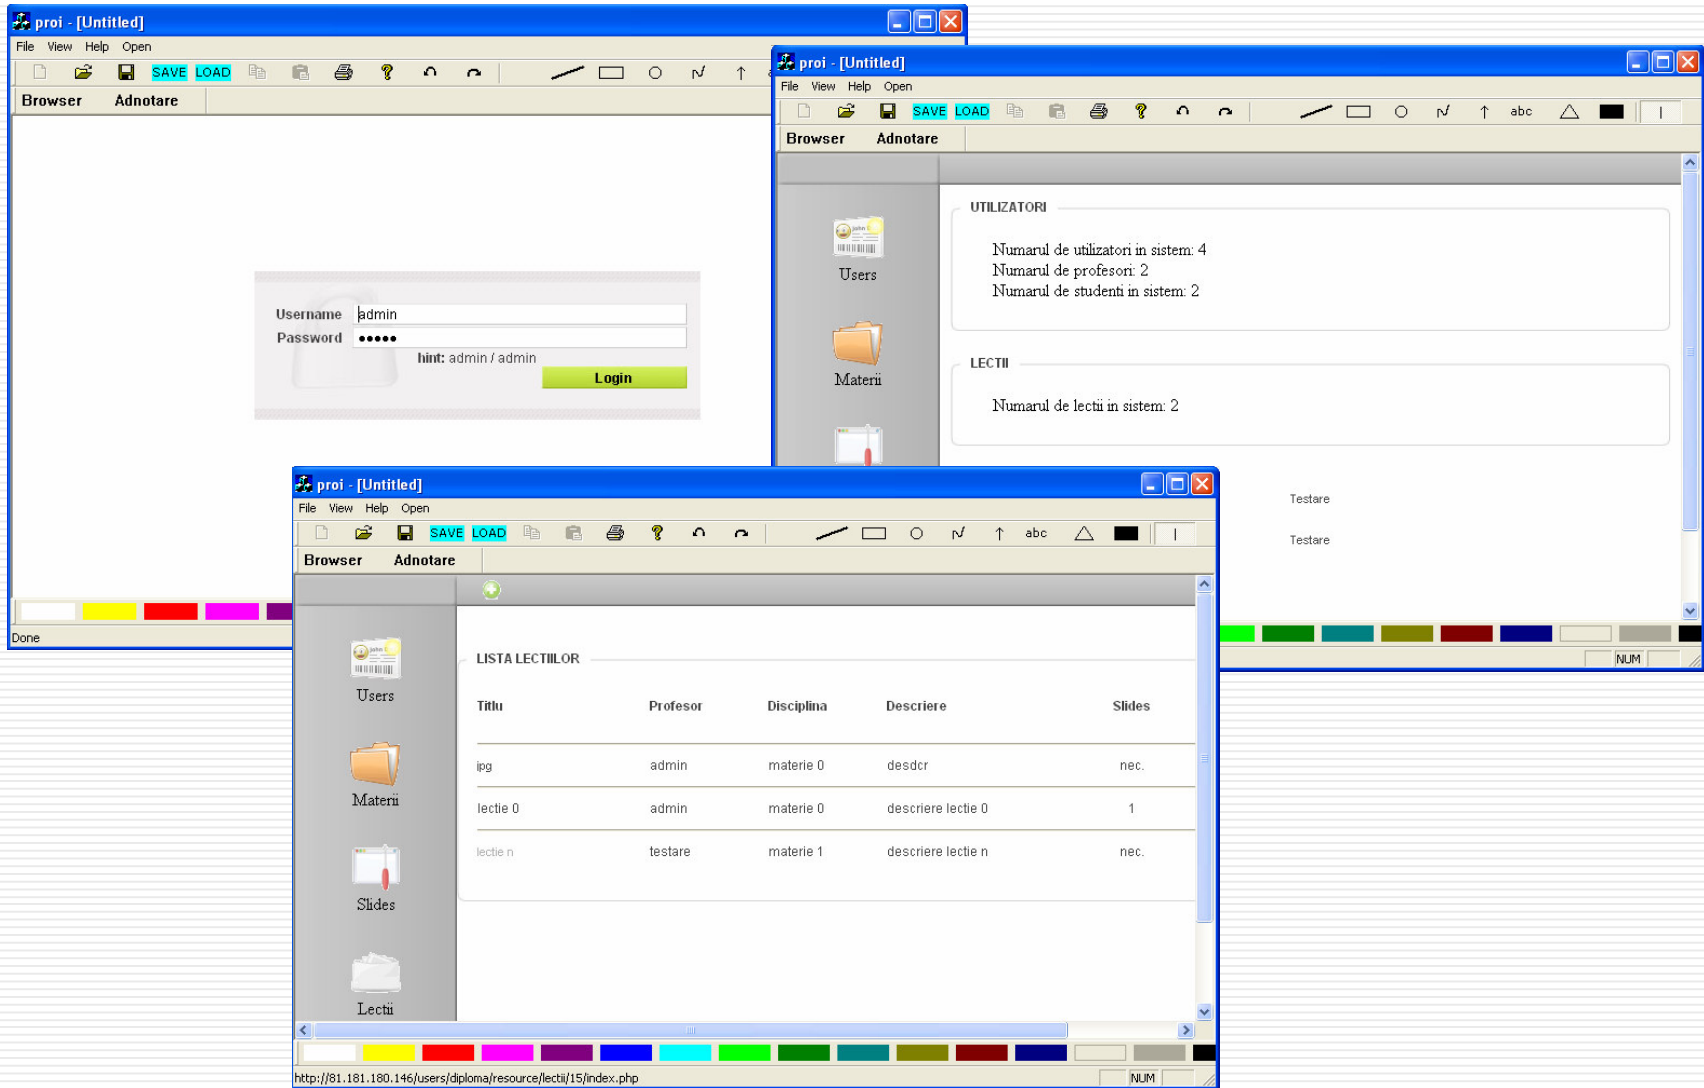 proi - [Untitled]
File View Help Open
SAVE LOAD
Browser Adnotare
Username admin
Password •••••
hint: admin / admin
Login
Done
proi - [Untitled]
File View Help Open
SAVE LOAD abc
Browser Adnotare
Users
Materii
UTILIZATORI
Numarul de utilizatori in sistem: 4
Numarul de profesori: 2
Numarul de studenti in sistem: 2
LECTII
Numarul de lectii in sistem: 2
Testare
Testare
NUM
proi - [Untitled]
File View Help Open
SAVE LOAD abc
Browser Adnotare
Users
Materii
Slides
Lectii
LISTA LECTIILOR
Titlu Profesor Disciplina Descriere Slides
ipg admin materie 0 desdcr nec.
lectie 0 admin materie 0 descriere lectie 0 1
lectie n testare materie 1 descriere lectie n nec.
http://81.181.180.146/users/diploma/resource/lectii/15/index.php NUM